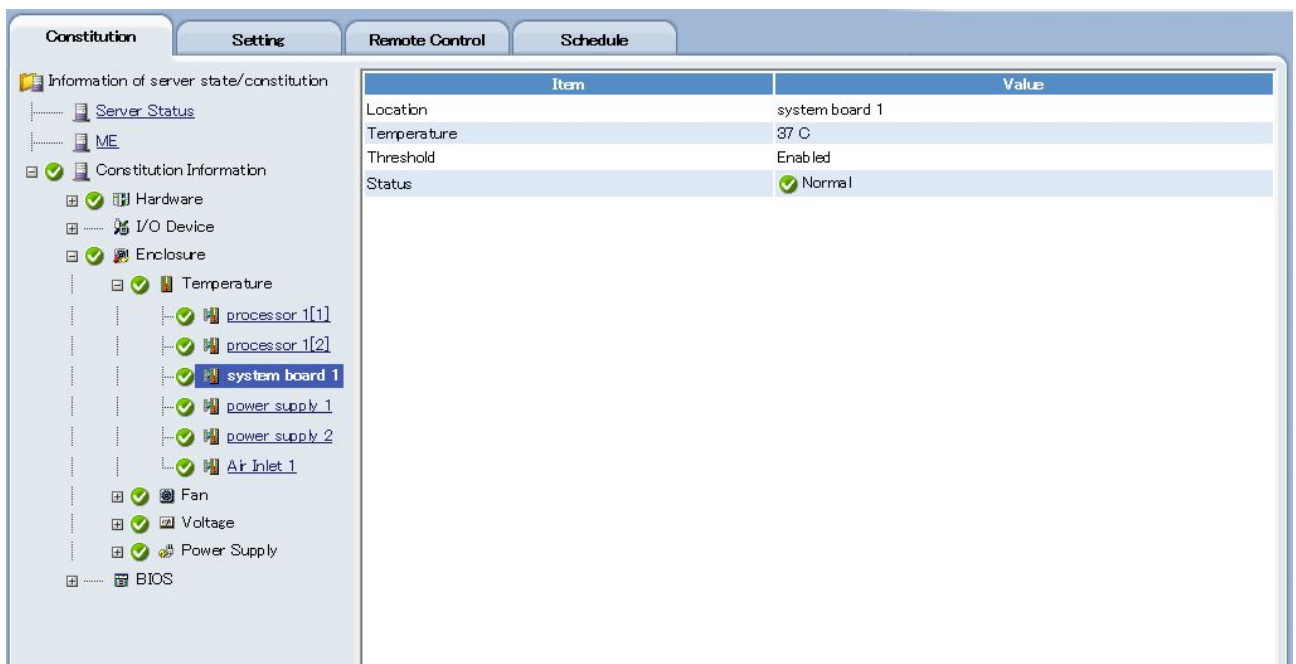 Constitution
Setting
Remote Control
Schedule
Information of server state/constitution
Server Status
ME
Constitution Information
Hardware
I/O Device
Enclosure
Temperature
processor 1[1]
processor 1[2]
system board 1
power supply 1
power supply 2
Air Inlet 1
Fan
Voltage
Power Supply
BIOS
Item Value
Location system board 1
Temperature 37 C
Threshold Enabled
Status Normal